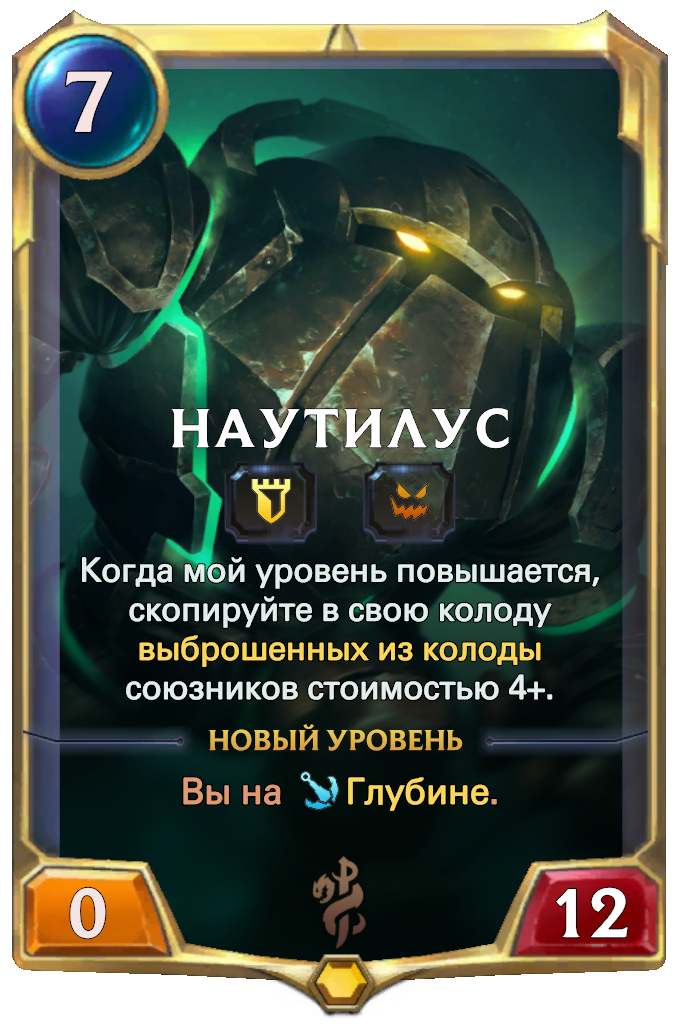 7
НАУТИЛУС
Когда мой уровень повышается,
скопируйте в свою колоду
выброшенных из колоды
союзников стоимостью 4+.
НОВЫЙ УРОВЕНЬ
Вы на Глубине.
0
12